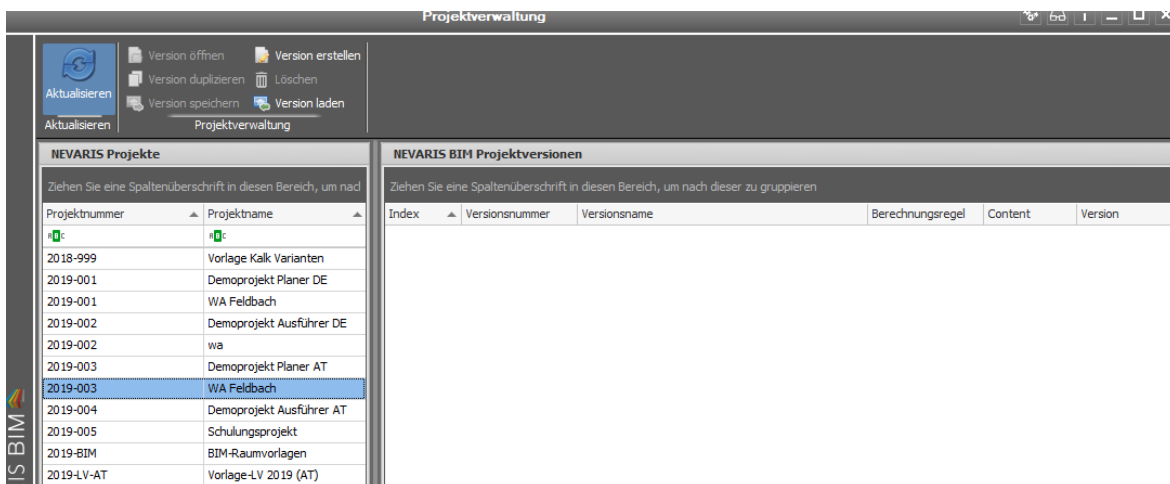 Projektverwaltung
Version öffnen Version erstellen
Version duplizieren Löschen
Aktualisieren
Version speichern Version laden
Aktualisieren Projektverwaltung
NEVARIS Projekte NEVARIS BIM Projektversionen
Ziehen Sie eine Spaltenüberschrift in diesen Bereich, um nach Ziehen Sie eine Spaltenüberschrift in diesen Bereich, um nach dieser zu gruppieren
Projektnummer Projektname Index Versionsnummer Versionsname Berechnungsregel Content Version
2018-999 Vorlage Kalk Varianten
2019-001 Demoprojekt Planer DE
2019-001 WA Feldbach
2019-002 Demoprojekt Ausführer DE
2019-002 wa
2019-003 Demoprojekt Planer AT
2019-003 WA Feldbach
2019-004 Demoprojekt Ausführer AT
2019-005 Schulungsprojekt
2019-BIM BIM-Raumvorlagen
2019-LV-AT Vorlage-LV 2019 (AT)
IS BIM